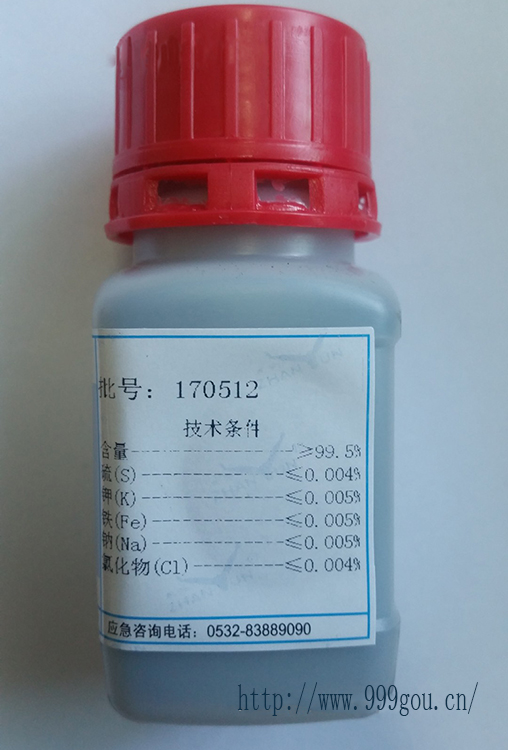 批号：170512
技术条件
含量----------------≥99.5%
硫(S)--------------≤0.004%
钾(K)--------------≤0.005%
铁(Fe)-------------≤0.005%
钠(Na)-------------≤0.005%
氯化物(Cl)---------≤0.004%
应急咨询电话：0532-83889090
http://www.999gou.cn/